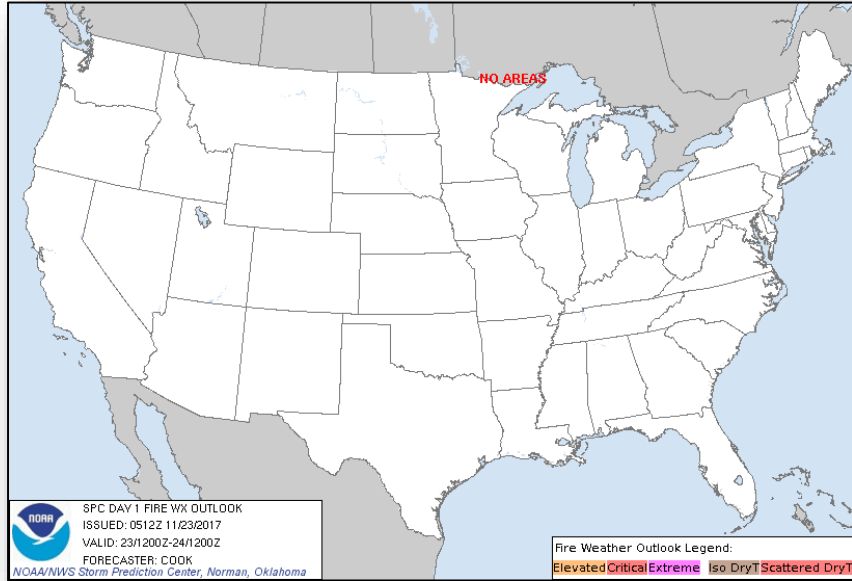 NO AREAS
NOAA
SPC DAY 1 FIRE WX OUTLOOK
ISSUED: 0512Z 11/23/2017
VALID: 23/1200Z-24/1200Z
FORECASTER: COOK
NOAA/NWS Storm Prediction Center, Norman, Oklahoma
Fire Weather Outlook Legend:
Elevated Critical Extreme Iso DryT Scattered DryT